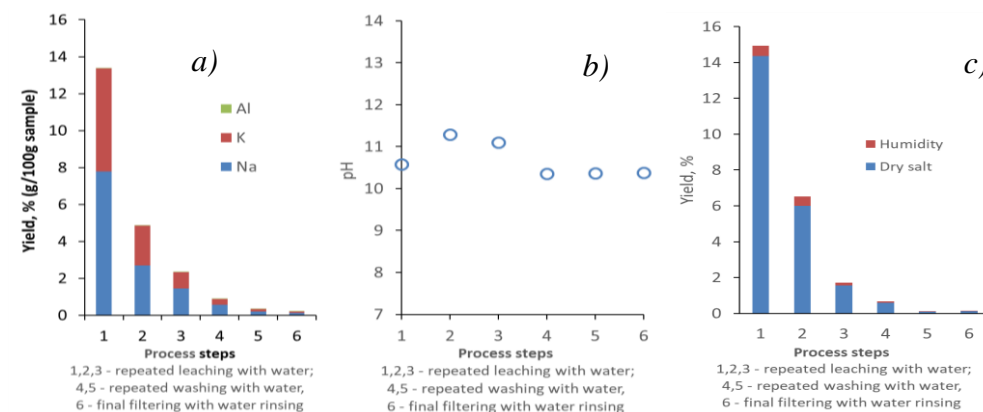 a)
Yield, % (g/100g sample)
16
14
12
10
8
6
4
2
0
Al
K
Na
1 2 3 4 5 6
Process steps
1,2,3 - repeated leaching with water;
4,5 - repeated washing with water,
6 - final filtering with water rinsing
b)
pH
14
13
12
11
10
9
8
7
1 2 3 4 5 6
Process steps
1,2,3 - repeated leaching with water;
4,5 - repeated washing with water,
6 - final filtering with water rinsing
c)
Yield, %
16
14
12
10
8
6
4
2
0
Humidity
Dry salt
1 2 3 4 5 6
Process steps
1,2,3 - repeated leaching with water;
4,5 - repeated washing with water,
6 - final filtering with water rinsing